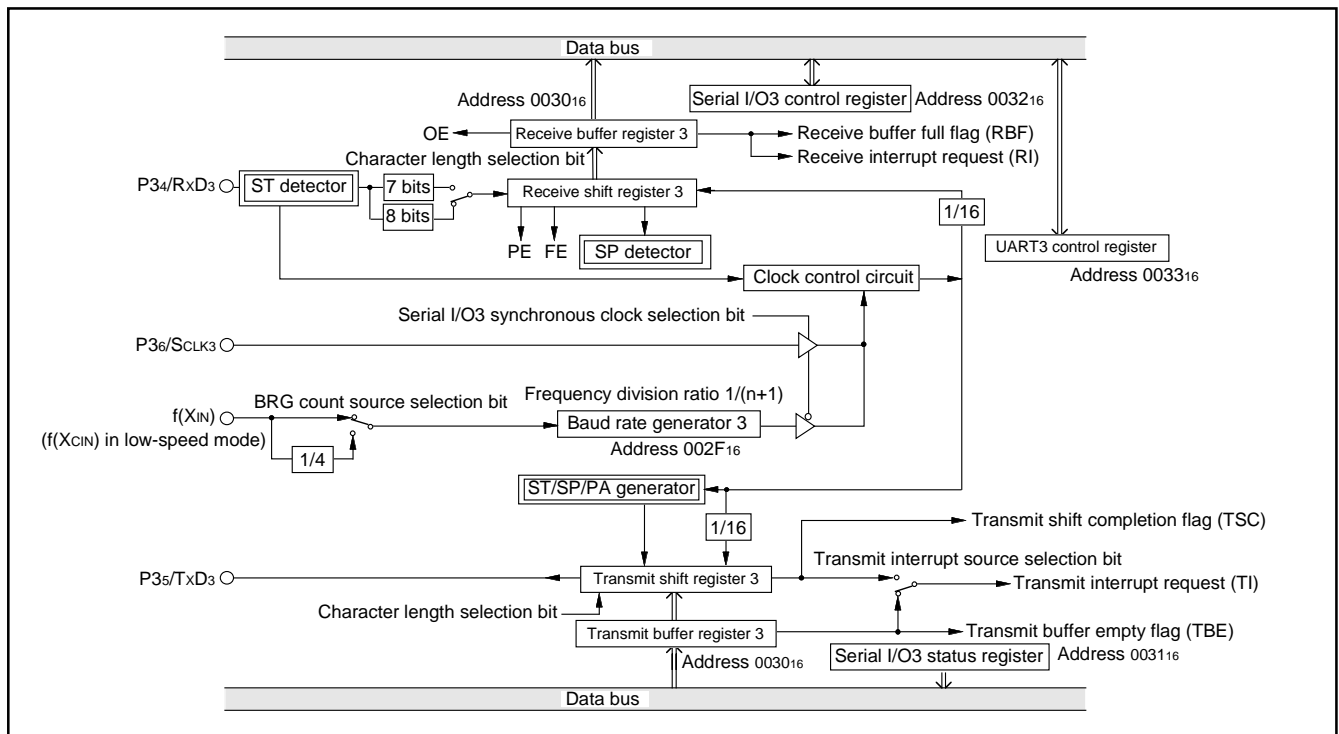 Data bus
Address 003016
Serial I/O3 control register
Address 003216
OE
Receive buffer register 3
Receive buffer full flag (RBF)
Receive interrupt request (RI)
Character length selection bit
P34/RXD3
ST detector
7 bits
8 bits
Receive shift register 3
1/16
PE
FE
SP detector
UART3 control register
Address 003316
Clock control circuit
Serial I/O3 synchronous clock selection bit
P36/SCLK3
BRG count source selection bit
Frequency division ratio 1/(n+1)
f(XIN)
(f(XCIN) in low-speed mode)
Baud rate generator 3
Address 002F16
1/4
ST/SP/PA generator
1/16
Transmit shift completion flag (TSC)
Transmit interrupt source selection bit
P35/TXD3
Transmit shift register 3
Transmit interrupt request (TI)
Character length selection bit
Transmit buffer register 3
Transmit buffer empty flag (TBE)
Address 003016
Serial I/O3 status register
Address 003116
Data bus